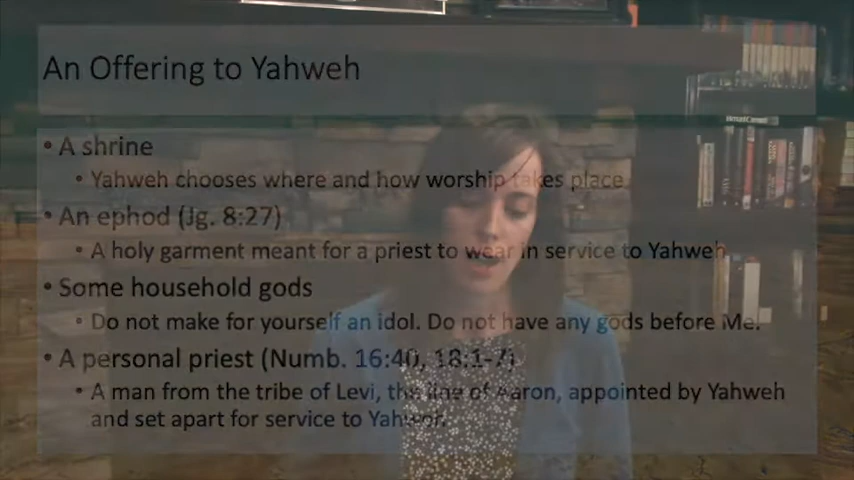 An Offering to Yahweh
• A shrine
• Yahweh chooses where and how worship takes place
• An ephod (Jg. 8:27)
• A holy garment meant for a priest to wear in service to Yahweh
• Some household gods
• Do not make for yourself an idol. Do not have any gods before Me.
• A personal priest (Numb. 16:40, 18:1-7)
• A man from the tribe of Levi, the line of Aaron, appointed by Yahweh
and set apart for service to